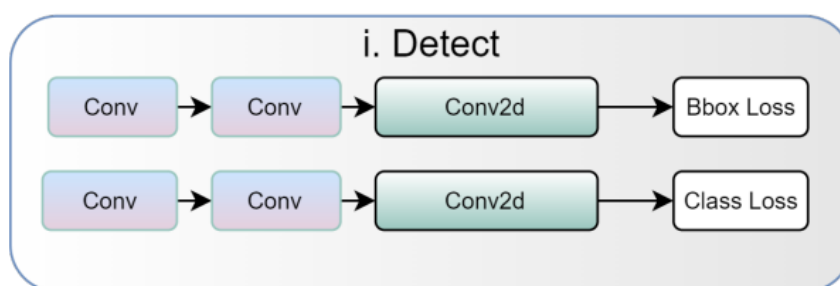 i. Detect
Conv Conv Conv2d Bbox Loss
Conv Conv Conv2d Class Loss